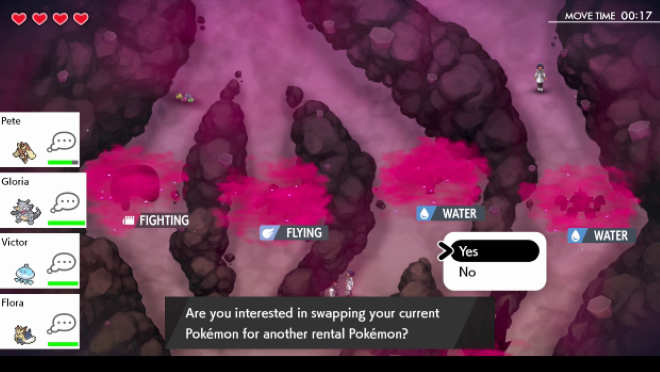 MOVE TIME 00:17
Pete
Gloria
Victor
Flora
FIGHTING
FLYING
WATER
WATER
Yes
No
Are you interested in swapping your current
Pokémon for another rental Pokémon?